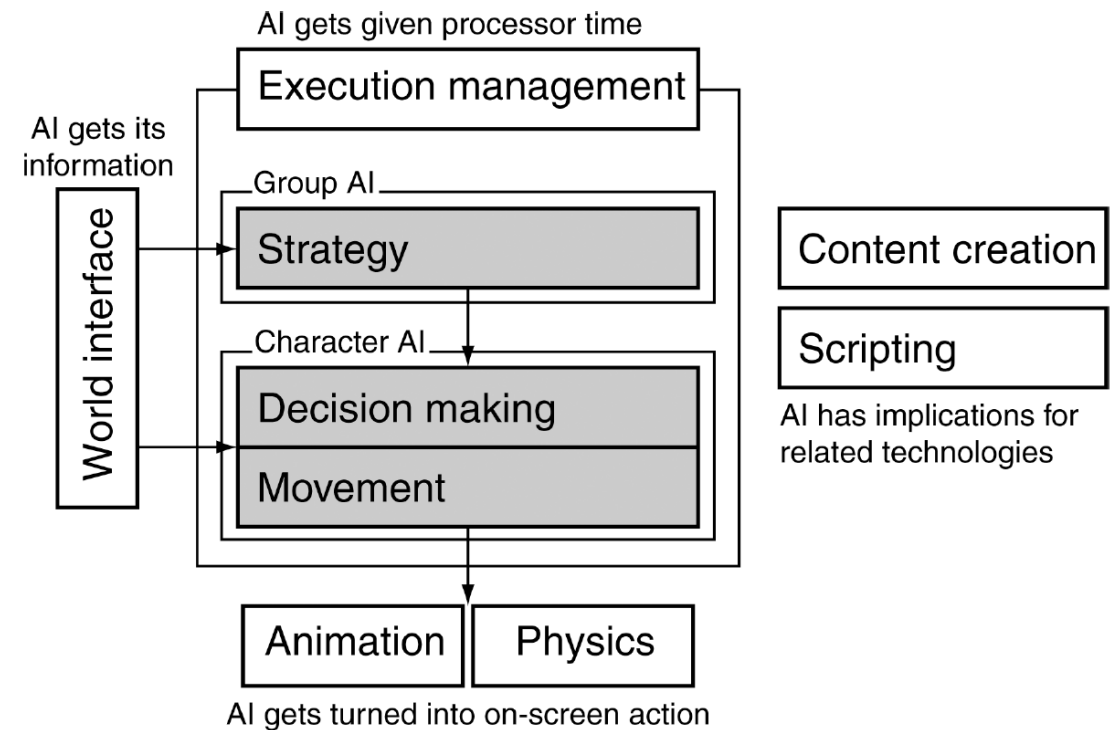 AI gets given processor time
Execution management
AI gets its
information
Group AI
World interface
Strategy
Content creation
Character AI
Scripting
Decision making
AI has implications for
related technologies
Movement
Animation
Physics
AI gets turned into on-screen action